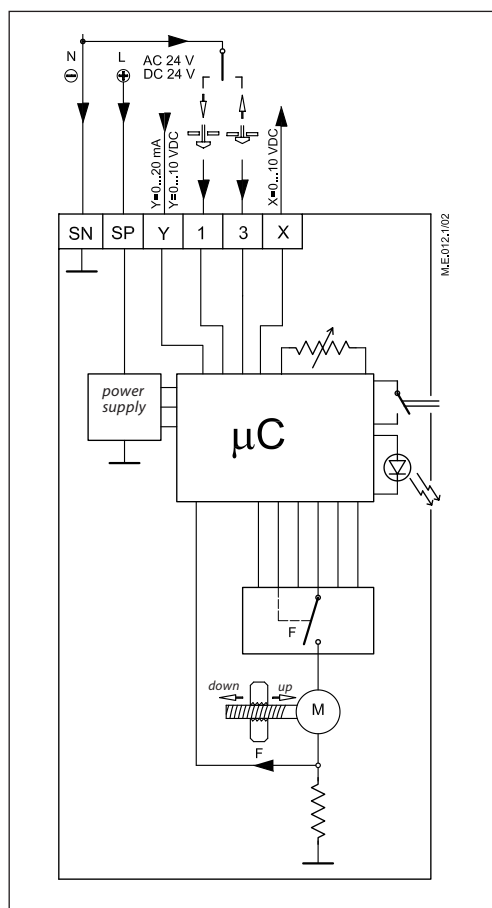 N L AC 24 V
⊖ ⊕ DC 24 V
Y=0...20 mA
Y=0...10 VDC
X=0...10 VDC
SN SP Y 1 3 X
M.E.012.1/02
power
supply
µC
F
down up
M
F